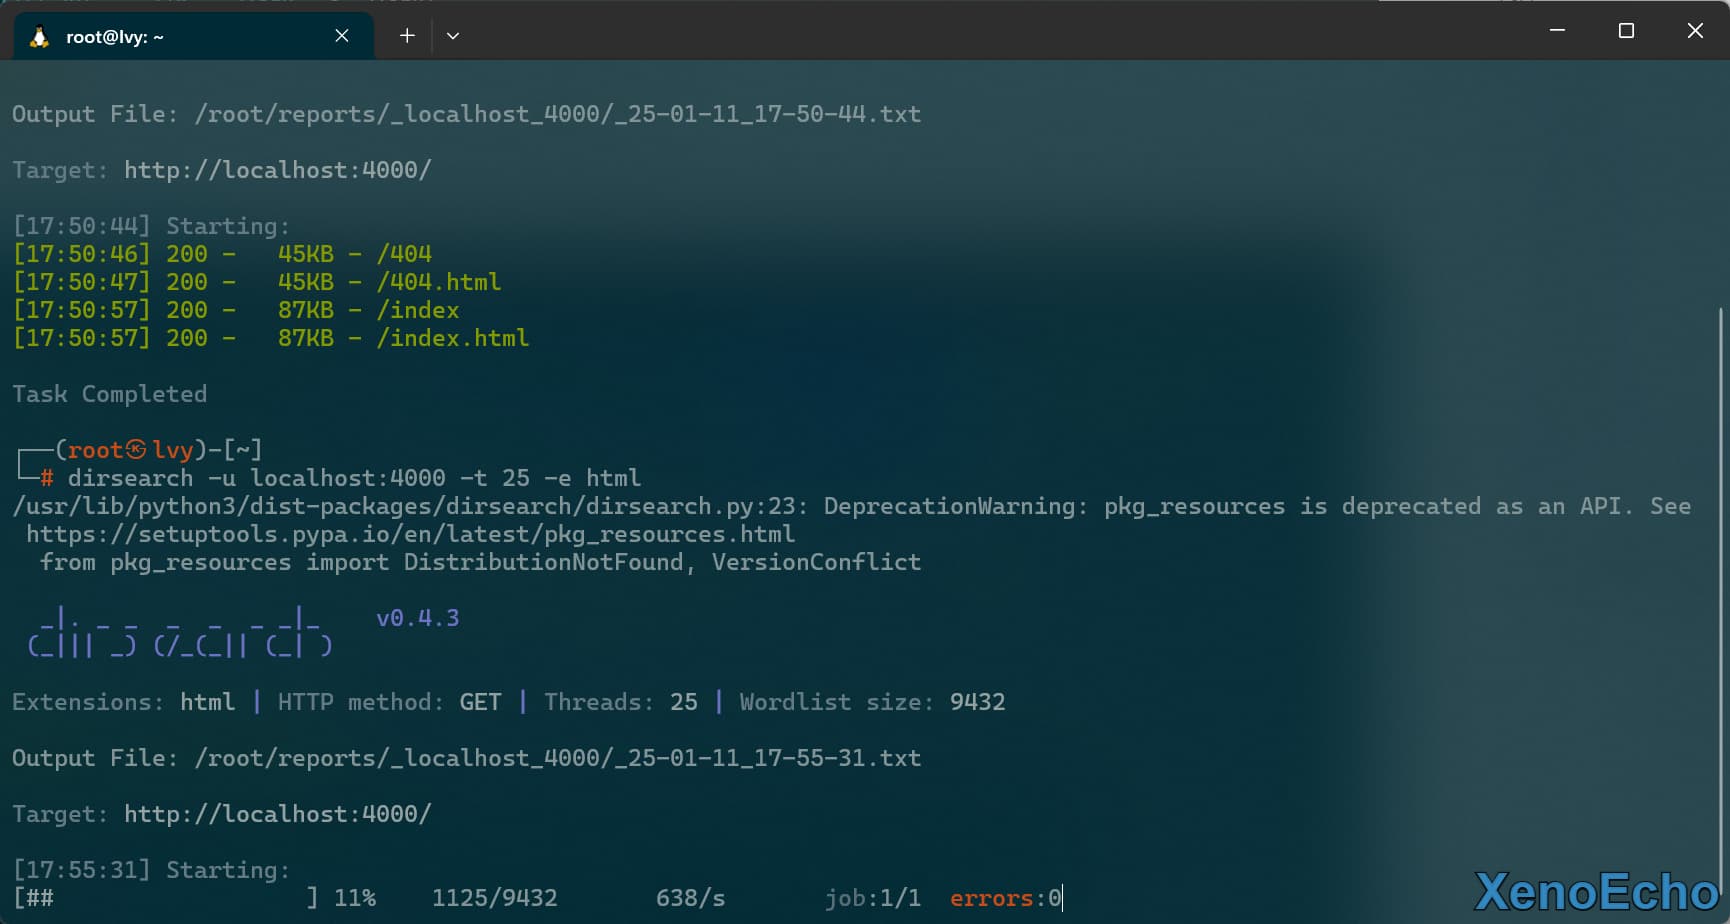 root@lvy: ~
Output File: /root/reports/_localhost_4000/_25-01-11_17-50-44.txt
Target: http://localhost:4000/
[17:50:44] Starting:
[17:50:46] 200 -   45KB - /404
[17:50:47] 200 -   45KB - /404.html
[17:50:57] 200 -   87KB - /index
[17:50:57] 200 -   87KB - /index.html
Task Completed
┌──(root㉿lvy)-[~]
└─# dirsearch -u localhost:4000 -t 25 -e html
/usr/lib/python3/dist-packages/dirsearch/dirsearch.py:23: DeprecationWarning: pkg_resources is deprecated as an API. See
https://setuptools.pypa.io/en/latest/pkg_resources.html
from pkg_resources import DistributionNotFound, VersionConflict
  _|. _ _  _  _  _ _|_    v0.4.3
 (_||| _) (/_(_|| (_| )
Extensions: html | HTTP method: GET | Threads: 25 | Wordlist size: 9432
Output File: /root/reports/_localhost_4000/_25-01-11_17-55-31.txt
Target: http://localhost:4000/
[17:55:31] Starting:
[##                  ] 11%    1125/9432       638/s       job:1/1  errors:0
XenoEcho